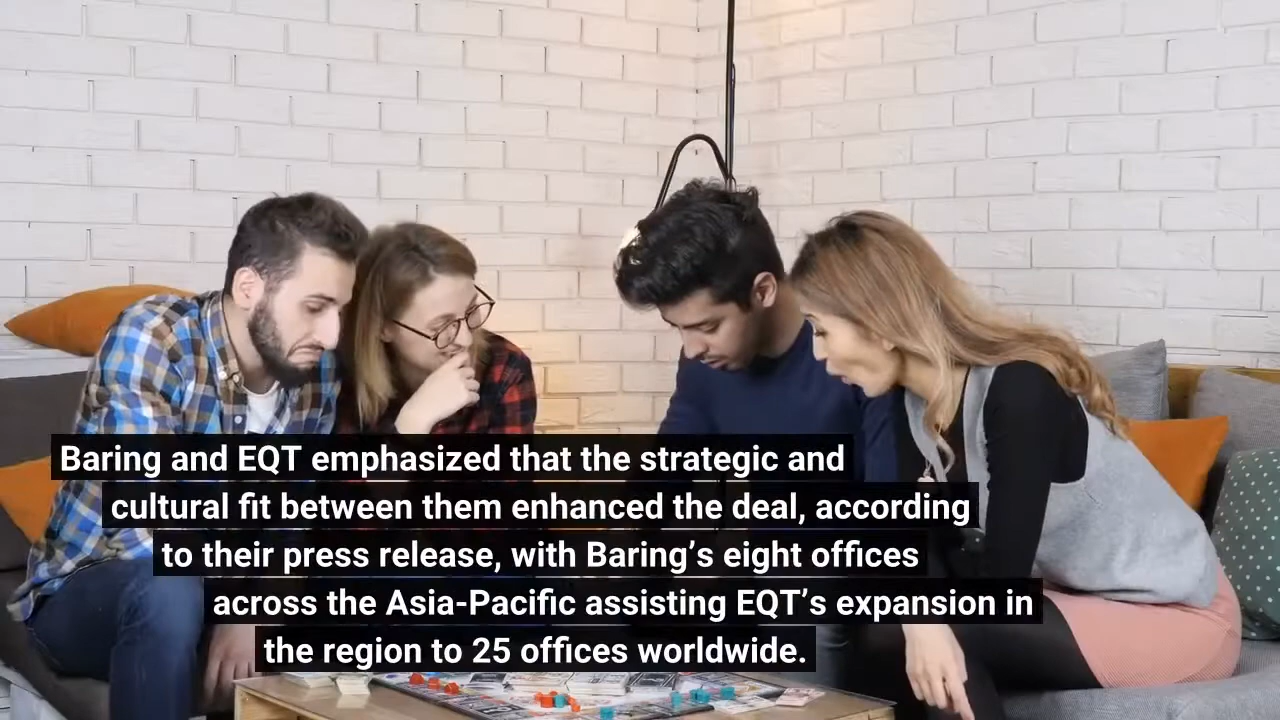 Baring and EQT emphasized that the strategic and
cultural fit between them enhanced the deal, according
to their press release, with Baring’s eight offices
across the Asia-Pacific assisting EQT’s expansion in
the region to 25 offices worldwide.